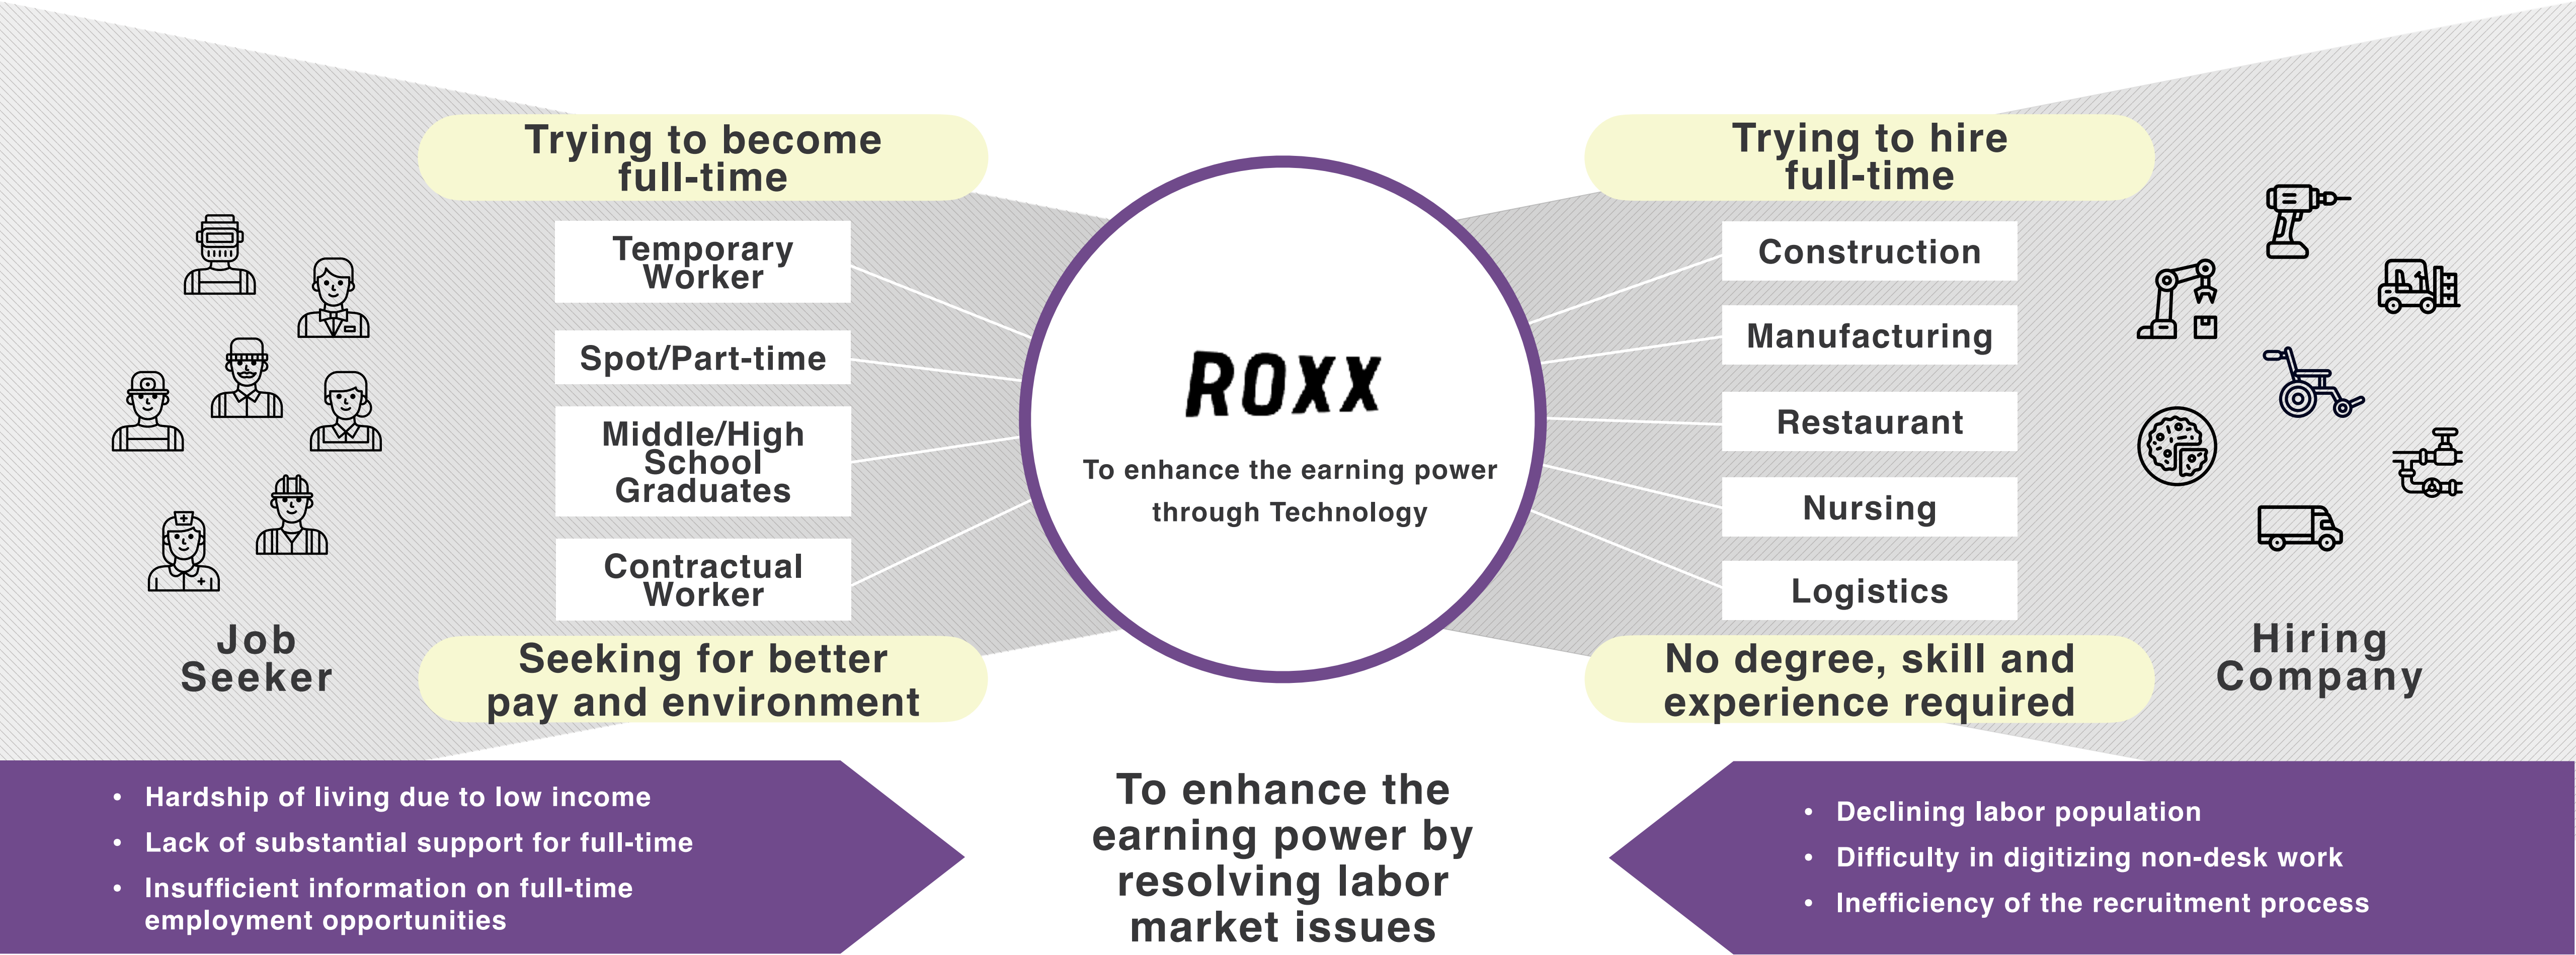 Trying to become
full-time
Temporary
Worker
Spot/Part-time
Middle/High
School
Graduates
Contractual
Worker
Job
Seeker
Seeking for better
pay and environment
ROXX
To enhance the earning power
through Technology
Trying to hire
full-time
Construction
Manufacturing
Restaurant
Nursing
Logistics
No degree, skill and
experience required
Hiring
Company
• Hardship of living due to low income
• Lack of substantial support for full-time
• Insufficient information on full-time
employment opportunities
To enhance the
earning power by
resolving labor
market issues
• Declining labor population
• Difficulty in digitizing non-desk work
• Inefficiency of the recruitment process